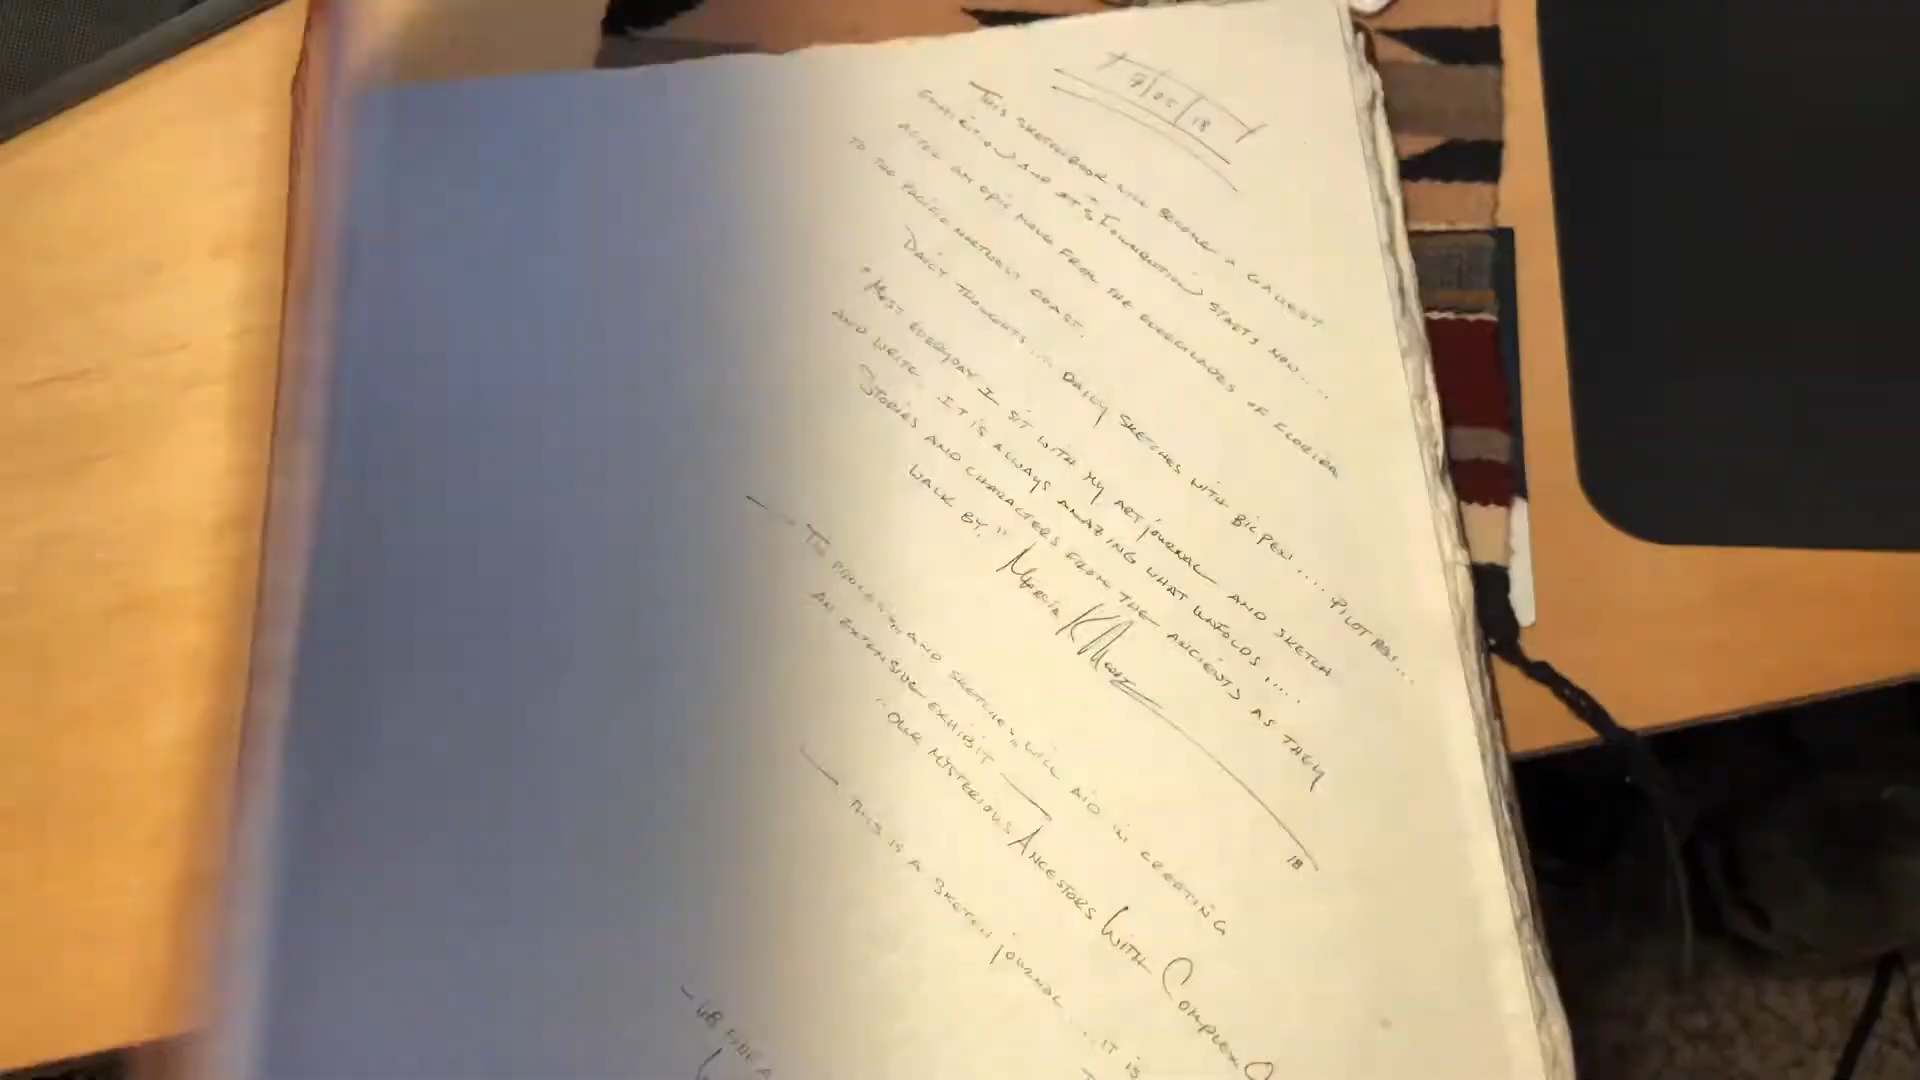 9/05/18
This sketchbook will become a gallery
exhibition and it's foundation starts now....
after an epic move from the everglades of Florida
to the Pacific Northwest coast.
Daily thoughts ... Daily sketches with Bic pen..... Pilot pen...
"Most everyday I sit with my art journal and sketch
and write. It is always amazing what unfolds.....
Stories and characters from the ancients as they
walk by."
Marcia K Moore
18
— The and sketches will aid in creating
an extensive exhibit —
"Our Mysterious Ancestors With Complex
— This is a sketch journal.... it is